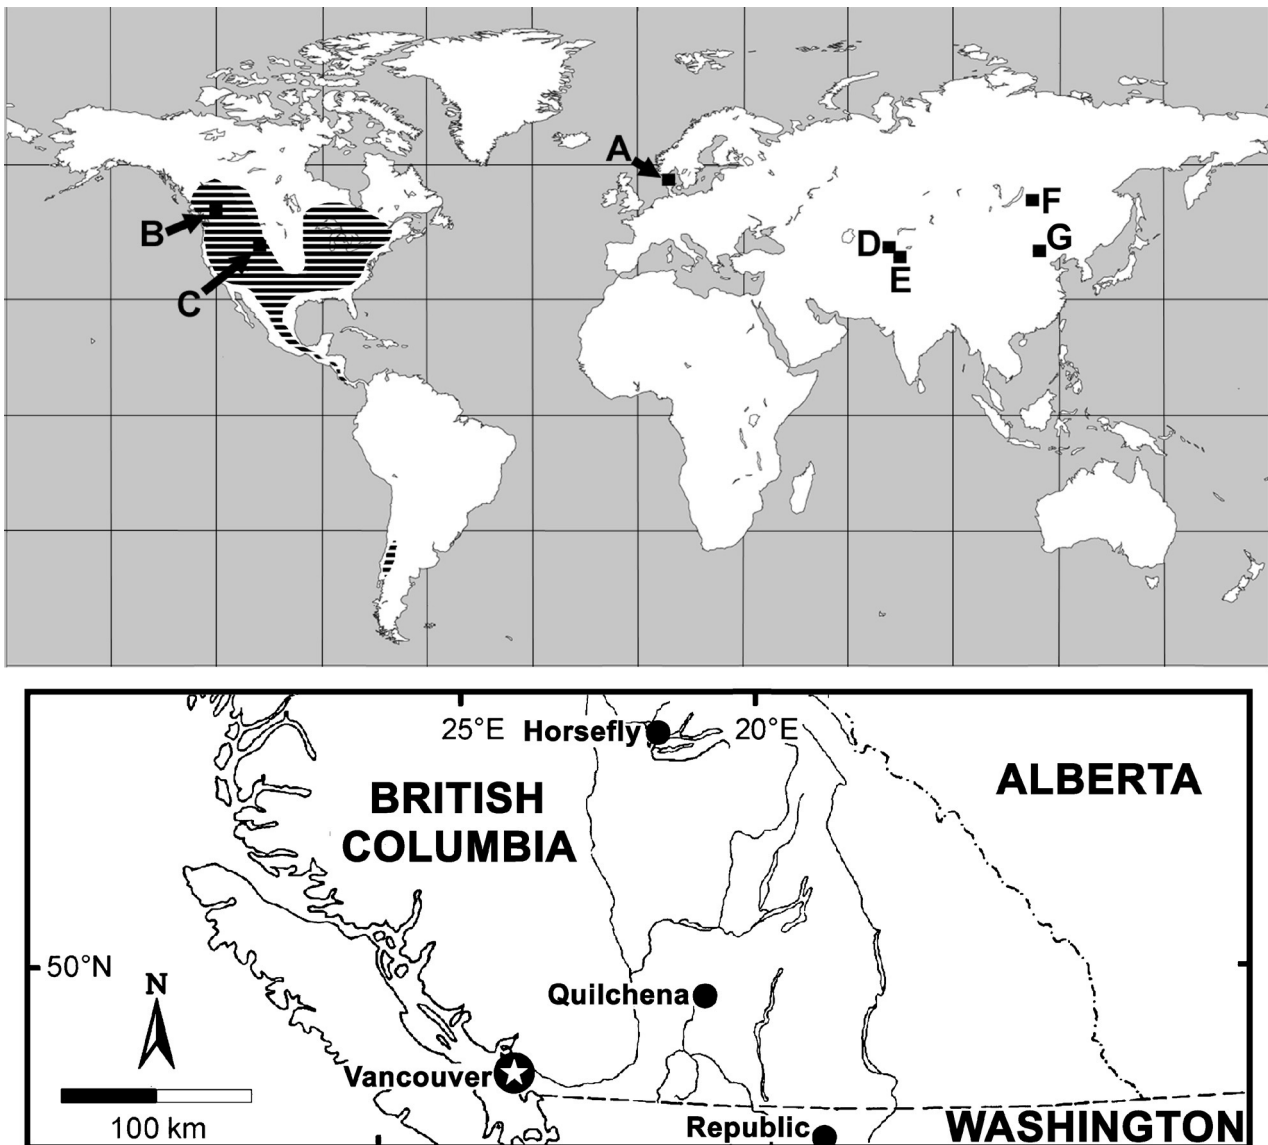 A
B
C
D
E
F
G
25°E
Horsefly
20°E
BRITISH
COLUMBIA
ALBERTA
50°N
N
Quilchena
Vancouver
100 km
Republic
WASHINGTON